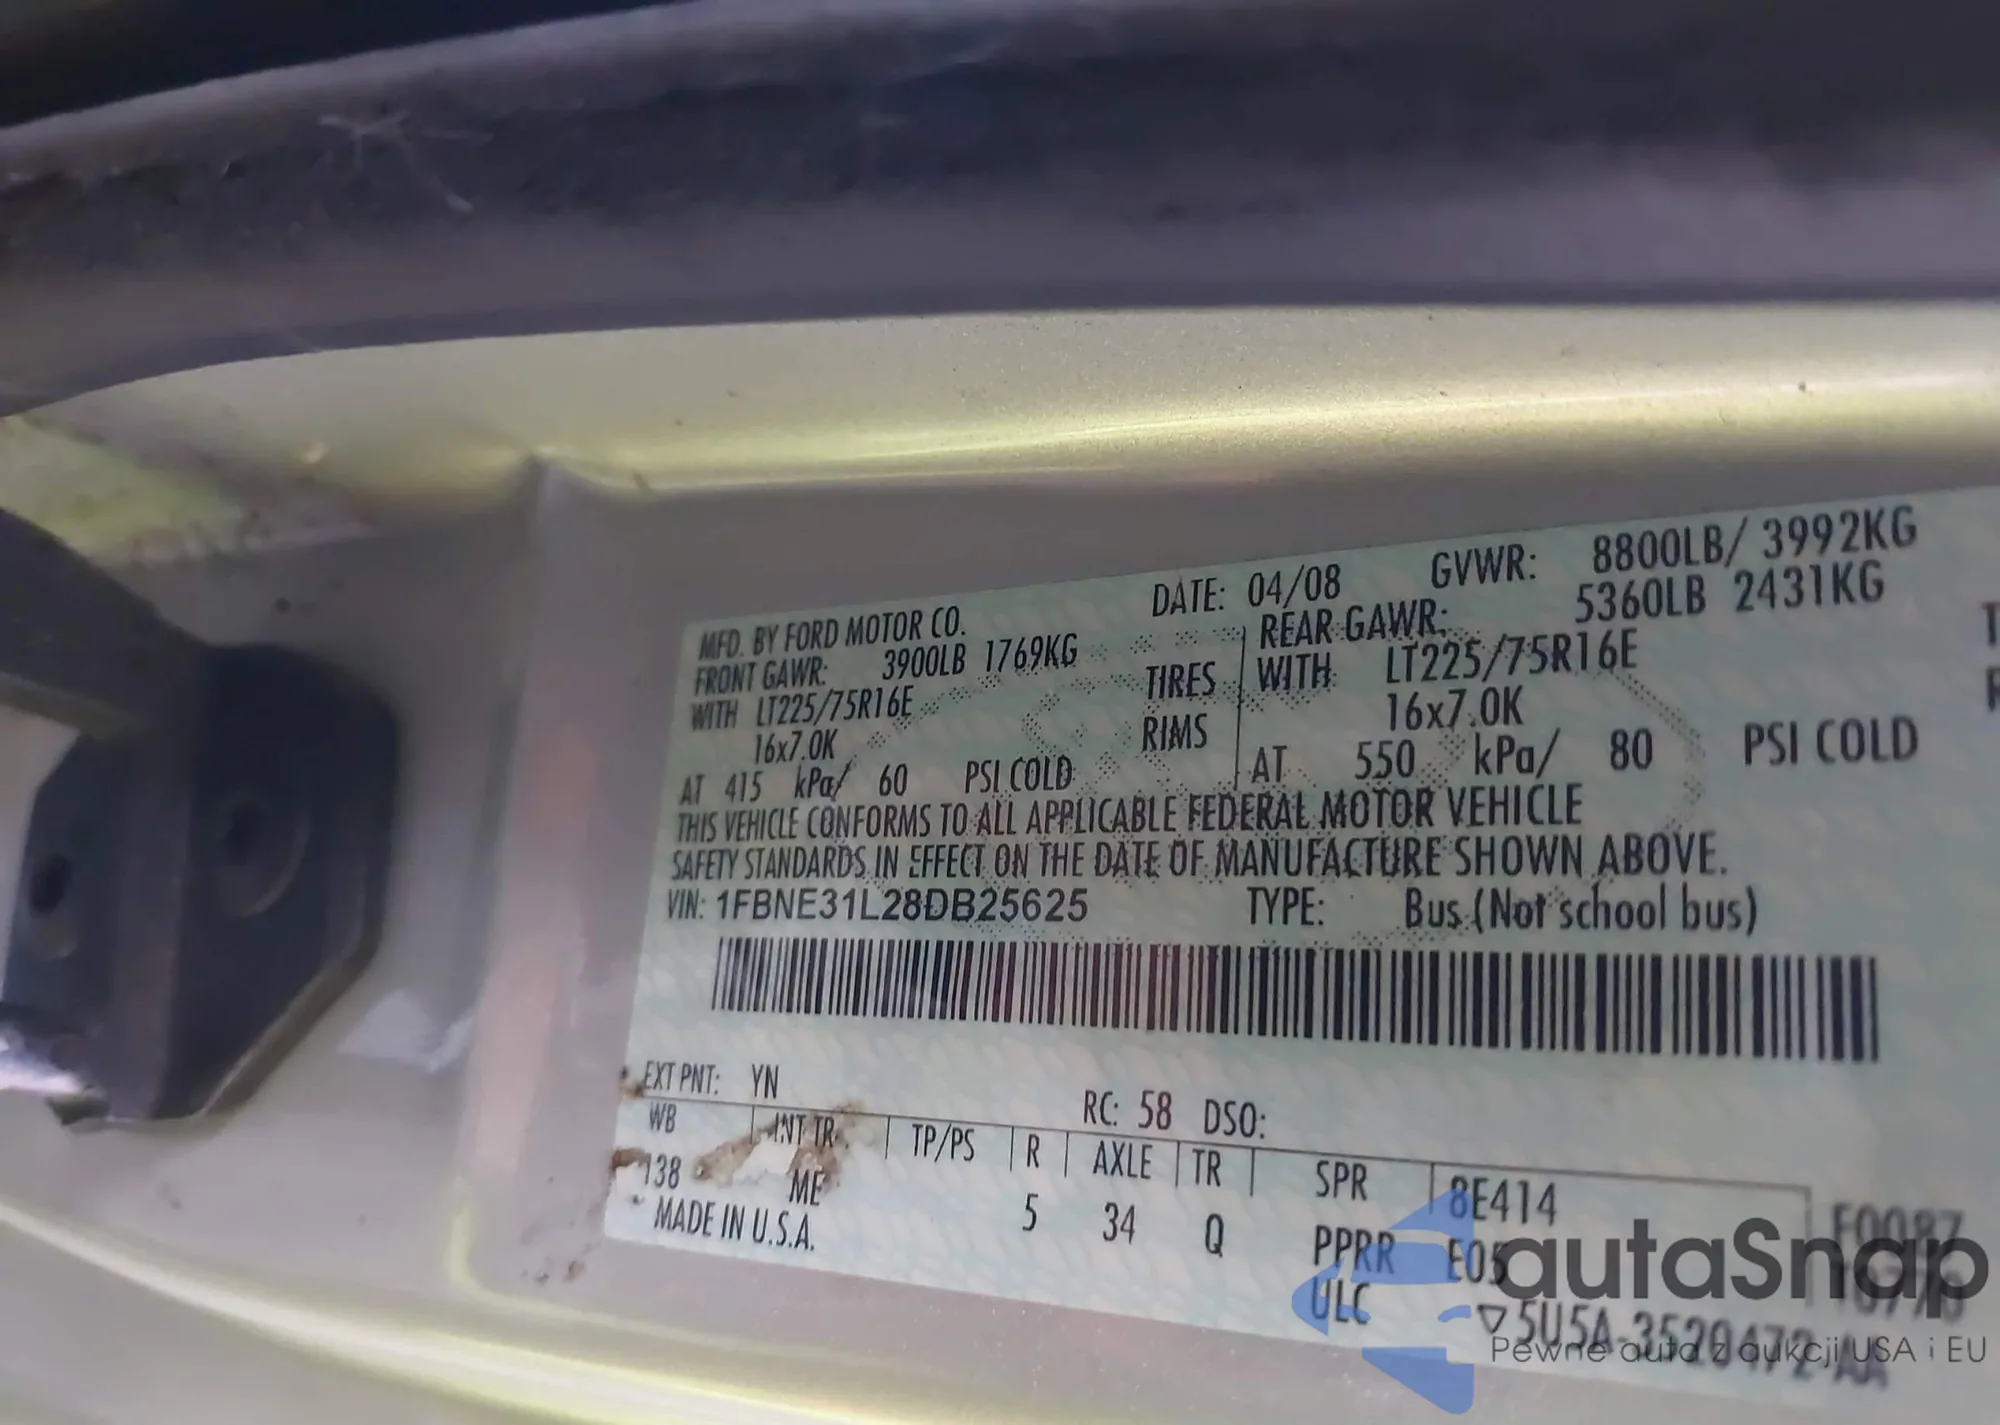 MFD. BY FORD MOTOR CO. DATE: 04/08 GVWR: 8800LB/ 3992KG
FRONT GAWR: 3900LB 1769KG REAR GAWR: 5360LB 2431KG
WITH LT225/75R16E TIRES WITH LT225/75R16E
16x7.0K RIMS 16x7.0K
AT 415 kPa/ 60 PSI COLD AT 550 kPa/ 80 PSI COLD
THIS VEHICLE CONFORMS TO ALL APPLICABLE FEDERAL MOTOR VEHICLE
SAFETY STANDARDS IN EFFECT ON THE DATE OF MANUFACTURE SHOWN ABOVE.
VIN: 1FBNE31L28DB25625 TYPE: Bus (Not school bus)
EXT PNT: YN RC: 58 DSO:
WB INT TR TP/PS R AXLE TR SPR 8E414
138 ME 5 34 Q PPRR E05
MADE IN U.S.A. ULC
▽5U5A-3520472-AA
autaSnap
Pewne auta z aukcji USA i EU